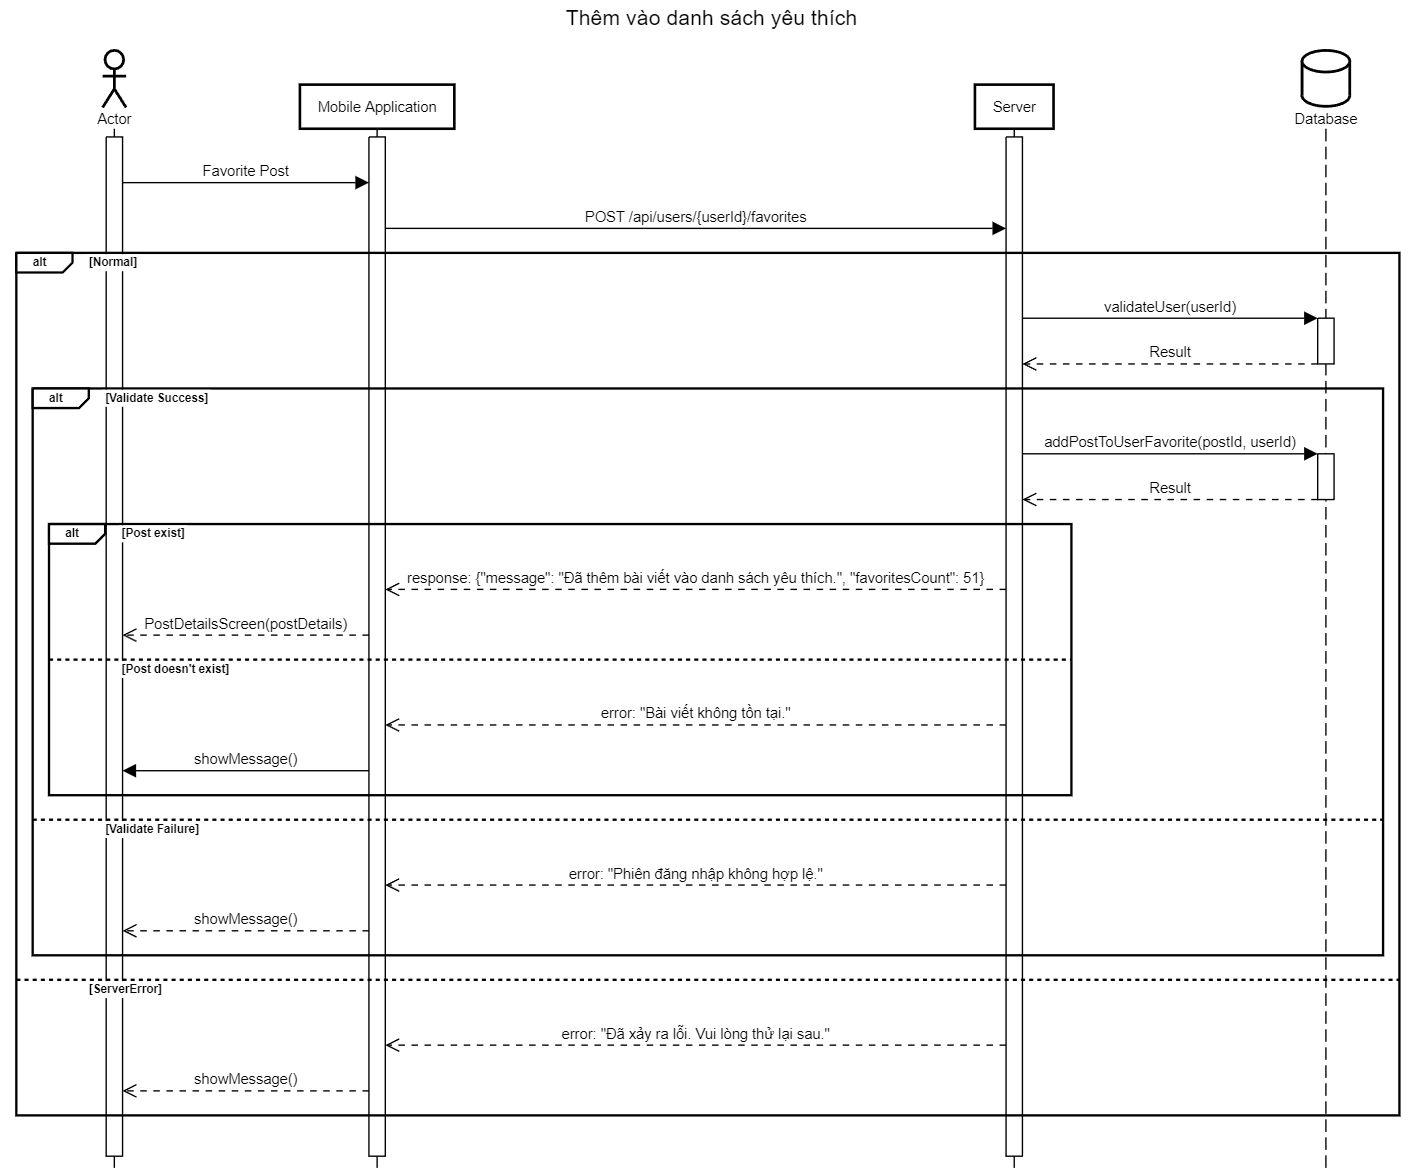 Thêm vào danh sách yêu thích
Actor
Mobile Application
Server
Database
Favorite Post
POST /api/users/{userId}/favorites
alt
[Normal]
validateUser(userId)
Result
alt
[Validate Success]
addPostToUserFavorite(postId, userId)
Result
alt
[Post exist]
response: {"message": "Đã thêm bài viết vào danh sách yêu thích.", "favoritesCount": 51}
PostDetailsScreen(postDetails)
[Post doesn't exist]
error: "Bài viết không tồn tại."
showMessage()
[Validate Failure]
error: "Phiên đăng nhập không hợp lệ."
showMessage()
[ServerError]
error: "Đã xảy ra lỗi. Vui lòng thử lại sau."
showMessage()